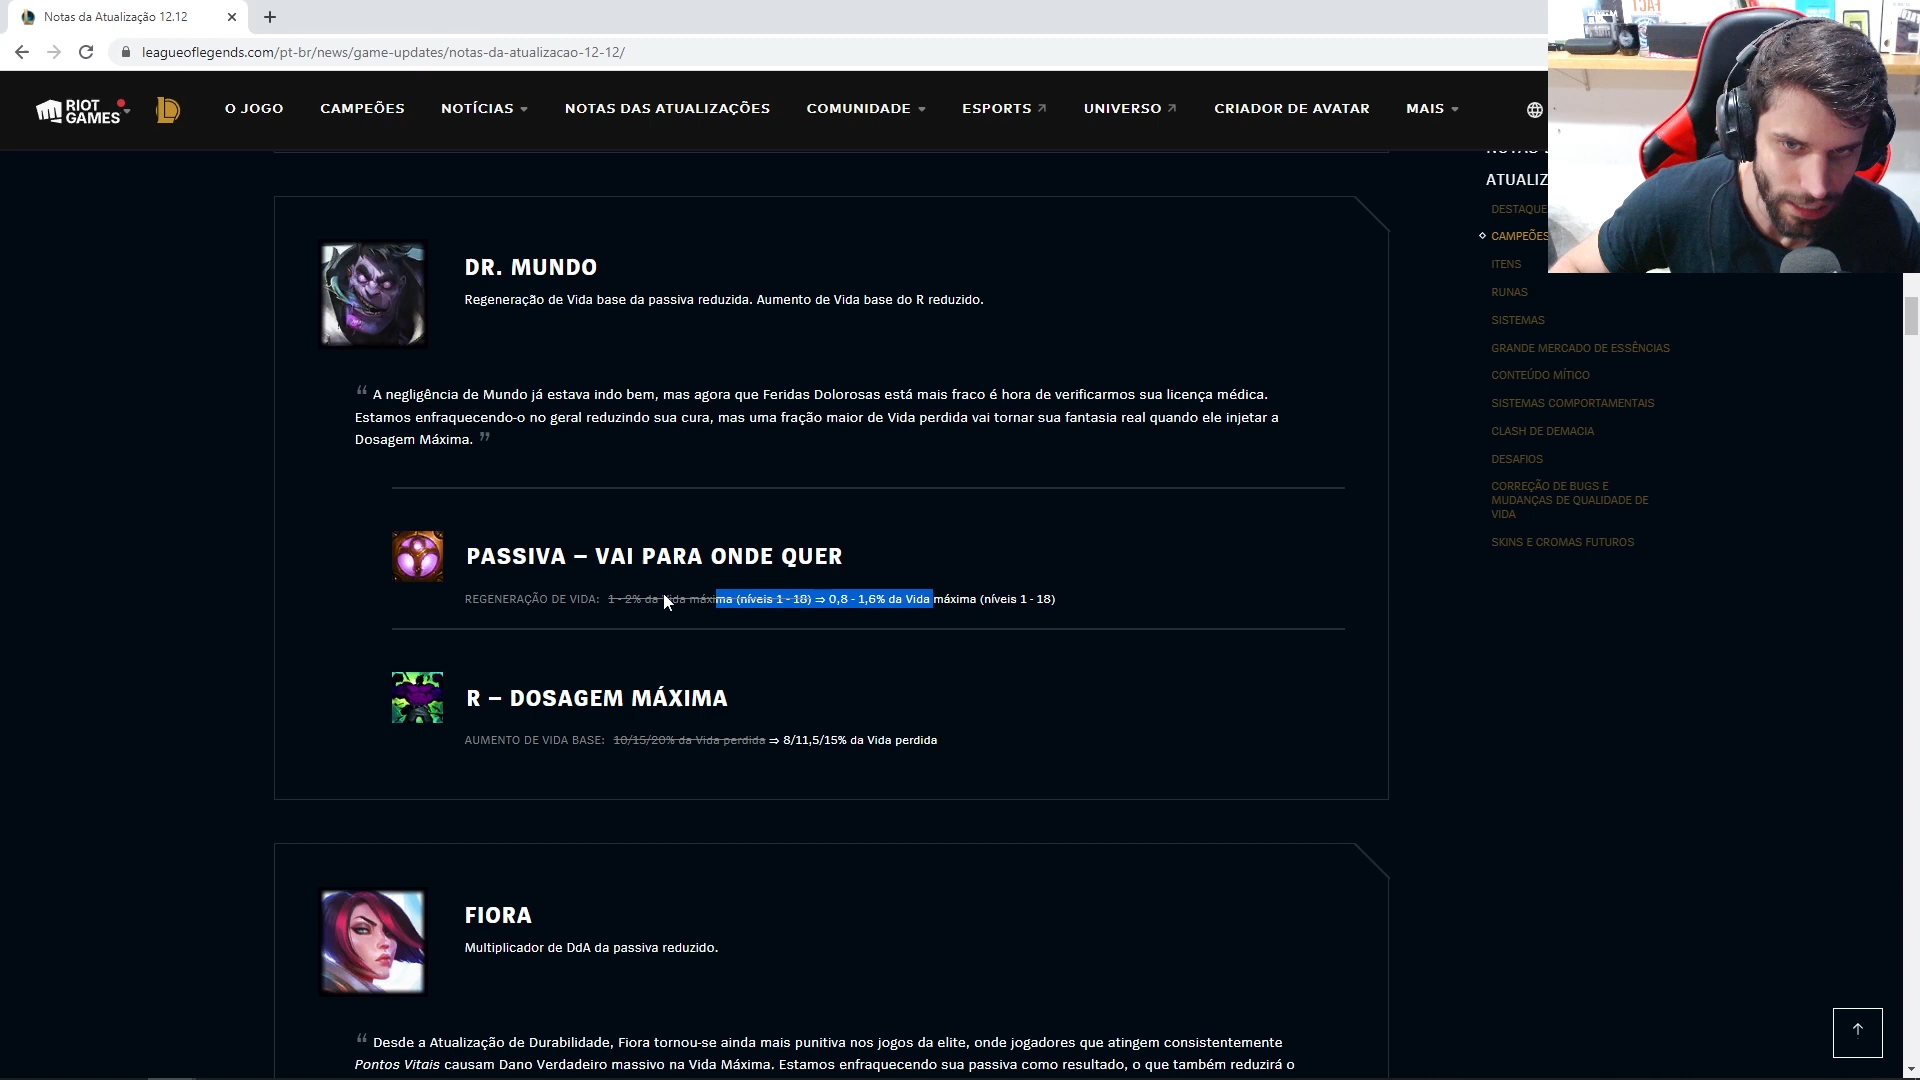 Notas da Atualização 12.12
leagueoflegends.com/pt-br/news/game-updates/notas-da-atualizacao-12-12/
RIOT GAMES
O JOGO CAMPEÕES NOTÍCIAS NOTAS DAS ATUALIZAÇÕES COMUNIDADE ESPORTS UNIVERSO CRIADOR DE AVATAR MAIS
DR. MUNDO
Regeneração de Vida base da passiva reduzida. Aumento de Vida base do R reduzido.
“ A negligência de Mundo já estava indo bem, mas agora que Feridas Dolorosas está mais fraco é hora de verificarmos sua licença médica.
Estamos enfraquecendo-o no geral reduzindo sua cura, mas uma fração maior de Vida perdida vai tornar sua fantasia real quando ele injetar a
Dosagem Máxima. ”
PASSIVA – VAI PARA ONDE QUER
REGENERAÇÃO DE VIDA: 1 - 2% da Vida máxima (níveis 1 - 18) ⇒ 0,8 - 1,6% da Vida máxima (níveis 1 - 18)
R – DOSAGEM MÁXIMA
AUMENTO DE VIDA BASE: 10/15/20% da Vida perdida ⇒ 8/11,5/15% da Vida perdida
FIORA
Multiplicador de DdA da passiva reduzido.
“ Desde a Atualização de Durabilidade, Fiora tornou-se ainda mais punitiva nos jogos da elite, onde jogadores que atingem consistentemente
Pontos Vitais causam Dano Verdadeiro massivo na Vida Máxima. Estamos enfraquecendo sua passiva como resultado, o que também reduzirá o
ATUALIZ
DESTAQUE
CAMPEÕES
ITENS
RUNAS
SISTEMAS
GRANDE MERCADO DE ESSÊNCIAS
CONTEÚDO MÍTICO
SISTEMAS COMPORTAMENTAIS
CLASH DE DEMACIA
DESAFIOS
CORREÇÃO DE BUGS E
MUDANÇAS DE QUALIDADE DE
VIDA
SKINS E CROMAS FUTUROS